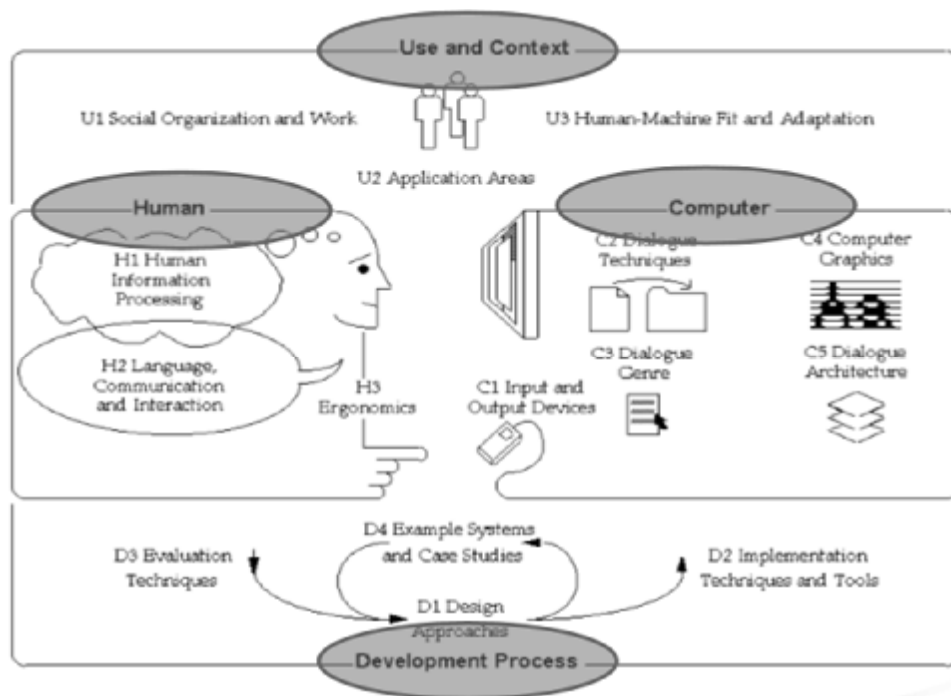 Use and Context
U1 Social Organization and Work
U3 Human-Machine Fit and Adaptation
U2 Application Areas
Human
Computer
H1 Human
Information
Processing
C2 Dialogue
Techniques
C4 Computer
Graphics
H2 Language,
Communication
and Interaction
H3
Ergonomics
C1 Input and
Output Devices
C3 Dialogue
Genre
C5 Dialogue
Architecture
D3 Evaluation
Techniques
D4 Example Systems
and Case Studies
D2 Implementation
Techniques and Tools
D1 Design
Approaches
Development Process